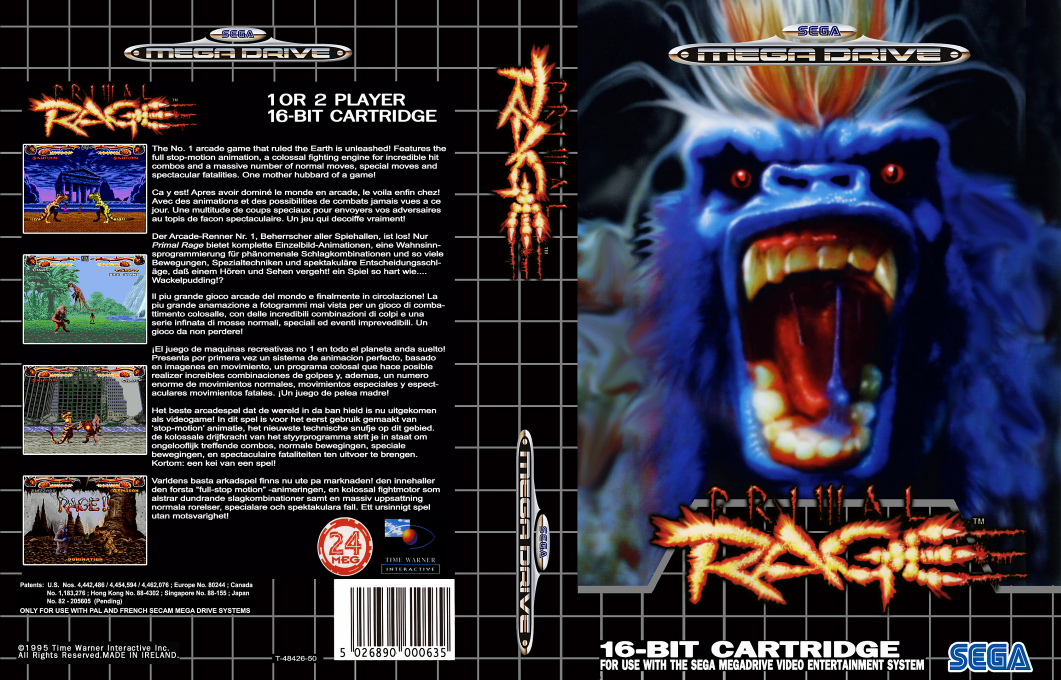 SEGA
MEGA DRIVE
PRIMAL
RAGE™
1 OR 2 PLAYER
16-BIT CARTRIDGE
The No. 1 arcade game that ruled the Earth is unleashed! Features the
full stop-motion animation, a colossal fighting engine for incredible hit
combos and a massive number of normal moves, special moves and
spectacular fatalities. One mother hubbard of a game!
Ca y est! Apres avoir dominé le monde en arcade, le voila enfin chez!
Avec des animations et des possibilities de combats jamais vues a ce
jour. Une multitude de coups speciaux pour envoyers vos adversaires
au topis de facon spectaculaire. Un jeu qui decoiffe vraiment!
Der Arcade-Renner Nr. 1, Beherrscher aller Spiehallen, ist los! Nur
Primal Rage bietet komplette Einzelbild-Animationen, eine Wahnsinn-
sprogrammierung für phänomenale Schlagkombinationen und so viele
Bewegungen, Spezialtechniken und spektakuläre Entscheidungsschl-
äge, daß einem Hören und Sehen vergeht! ein Spiel so hart wie....
Wackelpudding!?
Il piu grande gioco arcade del mondo e finalmente in circolazione! La
piu grande anamazione a fotogrammi mai vista per un gioco di comba-
ttimento colosalle, con delle incredibili combinazioni di colpi e una
serie infinata di mosse normali, speciali ed eventi imprevedibili. Un
gioco da non perdere!
¡El juego de maquinas recreativas no 1 en todo el planeta anda suelto!
Presenta por primera vez un sistema de animacion perfecto, basado
en imagenes en movimiento, un programa colosal que hace posible
realizer increibles combinaciones de golpes y, ademas, un numero
enorme de movimientos normales, movimientos especiales y espect-
aculares movimientos fatales. ¡Un juego de pelea madre!
Het beste arcadespel dat de wereld in da ban hield is nu uitgekomen
als videogame! In dit spel is voor het eerst gebruik gemaakt van
'stop-motion' animatie, het nieuwste technische snufje op dit gebied.
de kolossale drijfkracht van het styyrprogramma strlt je in staat om
ongelooflijk treffende combos, normale bewegingen, speciale
bewegingen, en spectaculaire fataliteiten ten uitvoer te brengen.
Kortom: een kei van een spel!
Varldens basta arkadspel finns nu ute pa marknaden! den innehaller
den forsta "full-stop motion" -animeringen, en kolossal fightmotor som
alstrar dundrande slagkombinationer samt en massiv uppsattning
normala rorelser, specialare och spektakulara fall. Ett ursinnigt spel
utan motsvarighet!
RAGE!
DOMINATION
24
MEG
TIME WARNER
INTERACTIVE
Patents: U.S. Nos. 4,442,486 / 4,454,594 / 4,462,076 ; Europe No. 80244 ; Canada
No. 1,183,276 ; Hong Kong No. 88-4302 ; Singapore No. 88-155 ; Japan
No. 82 - 205605 (Pending)
ONLY FOR USE WITH PAL AND FRENCH SECAM MEGA DRIVE SYSTEMS
©1995 Time Warner Interactive Inc.
All Rights Reserved.MADE IN IRELAND.
T-48426-50
5 026890 000635
PRIMAL
RAGE™
MEGA DRIVE
SEGA
SEGA
MEGA DRIVE
PRIMAL
RAGE™
16-BIT CARTRIDGE
FOR USE WITH THE SEGA MEGADRIVE VIDEO ENTERTAINMENT SYSTEM
SEGA